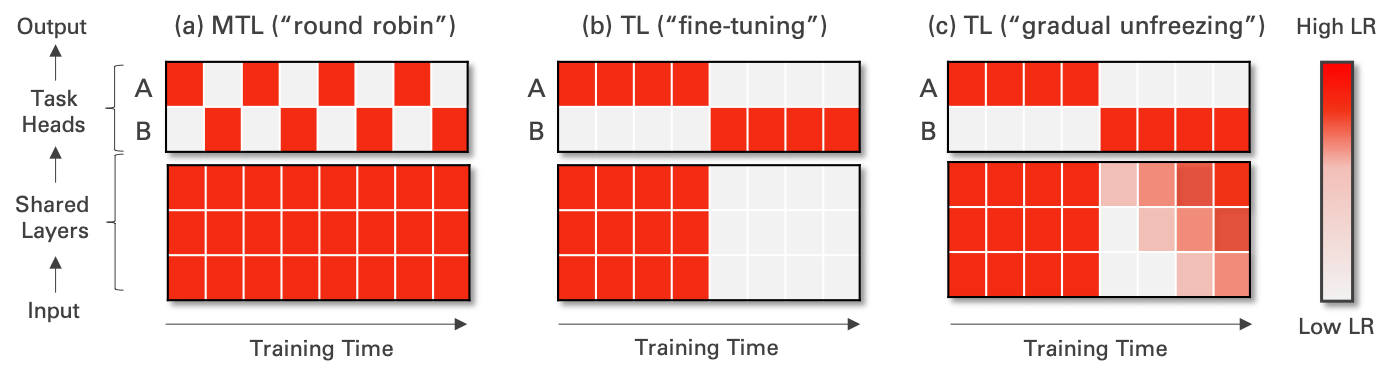 Output
(a) MTL (“round robin”)
(b) TL (“fine-tuning”)
(c) TL (“gradual unfreezing”)
High LR
Task
Heads
A
B
A
B
A
B
Shared
Layers
Input
Low LR
Training Time
Training Time
Training Time